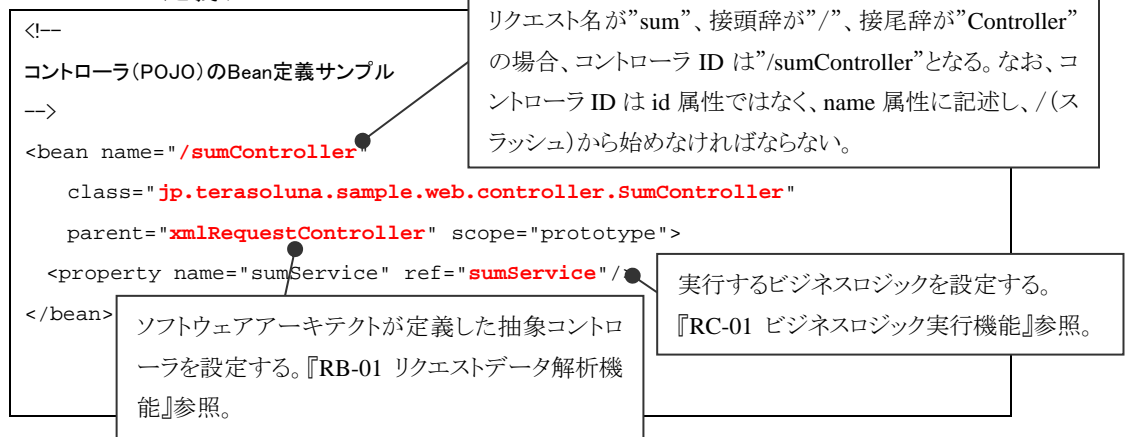 リクエスト名が”sum”、接頭辞が”/”、接尾辞が”Controller”
の場合、コントローラ ID は”/sumController”となる。なお、コ
ントローラ ID は id 属性ではなく、name 属性に記述し、/（ス
ラッシュ）から始めなければならない。
<!--
コントローラ（POJO）のBean定義サンプル
-->
<bean name="/sumController"
class="jp.terasoluna.sample.web.controller.SumController"
parent="xmlRequestController" scope="prototype">
<property name="sumService" ref="sumService"/>
</bean>
実行するビジネスロジックを設定する。
『RC-01 ビジネスロジック実行機能』参照。
ソフトウェアアーキテクトが定義した抽象コントロ
ーラを設定する。『RB-01 リクエストデータ解析機
能』参照。